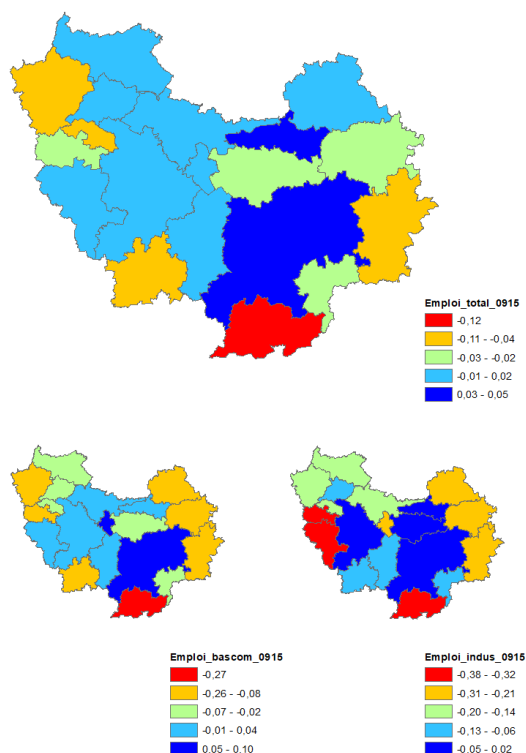 Emploi_total_0915
-0,12
-0,11 - -0,04
-0,03 - -0,02
-0,01 - 0,02
0,03 - 0,05
Emploi_bascom_0915
-0,27
-0,26 - -0,08
-0,07 - -0,02
-0,01 - 0,04
0,05 - 0,10
Emploi_indus_0915
-0,38 - -0,32
-0,31 - -0,21
-0,20 - -0,14
-0,13 - -0,06
-0,05 - 0,02